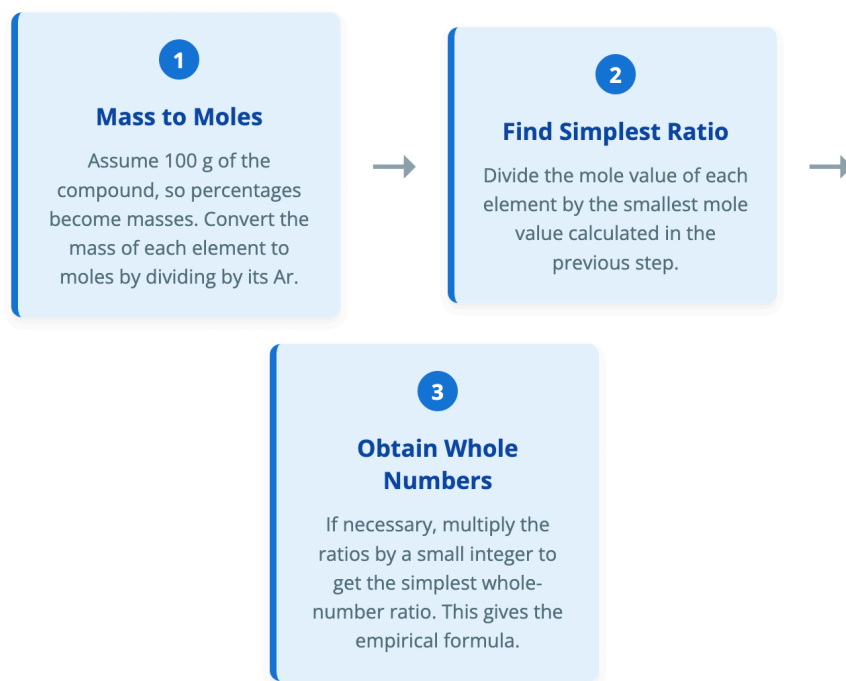 1
Mass to Moles
Assume 100 g of the
compound, so percentages
become masses. Convert the
mass of each element to
moles by dividing by its Ar.
2
Find Simplest Ratio
Divide the mole value of each
element by the smallest mole
value calculated in the
previous step.
3
Obtain Whole
Numbers
If necessary, multiply the
ratios by a small integer to
get the simplest whole-
number ratio. This gives the
empirical formula.